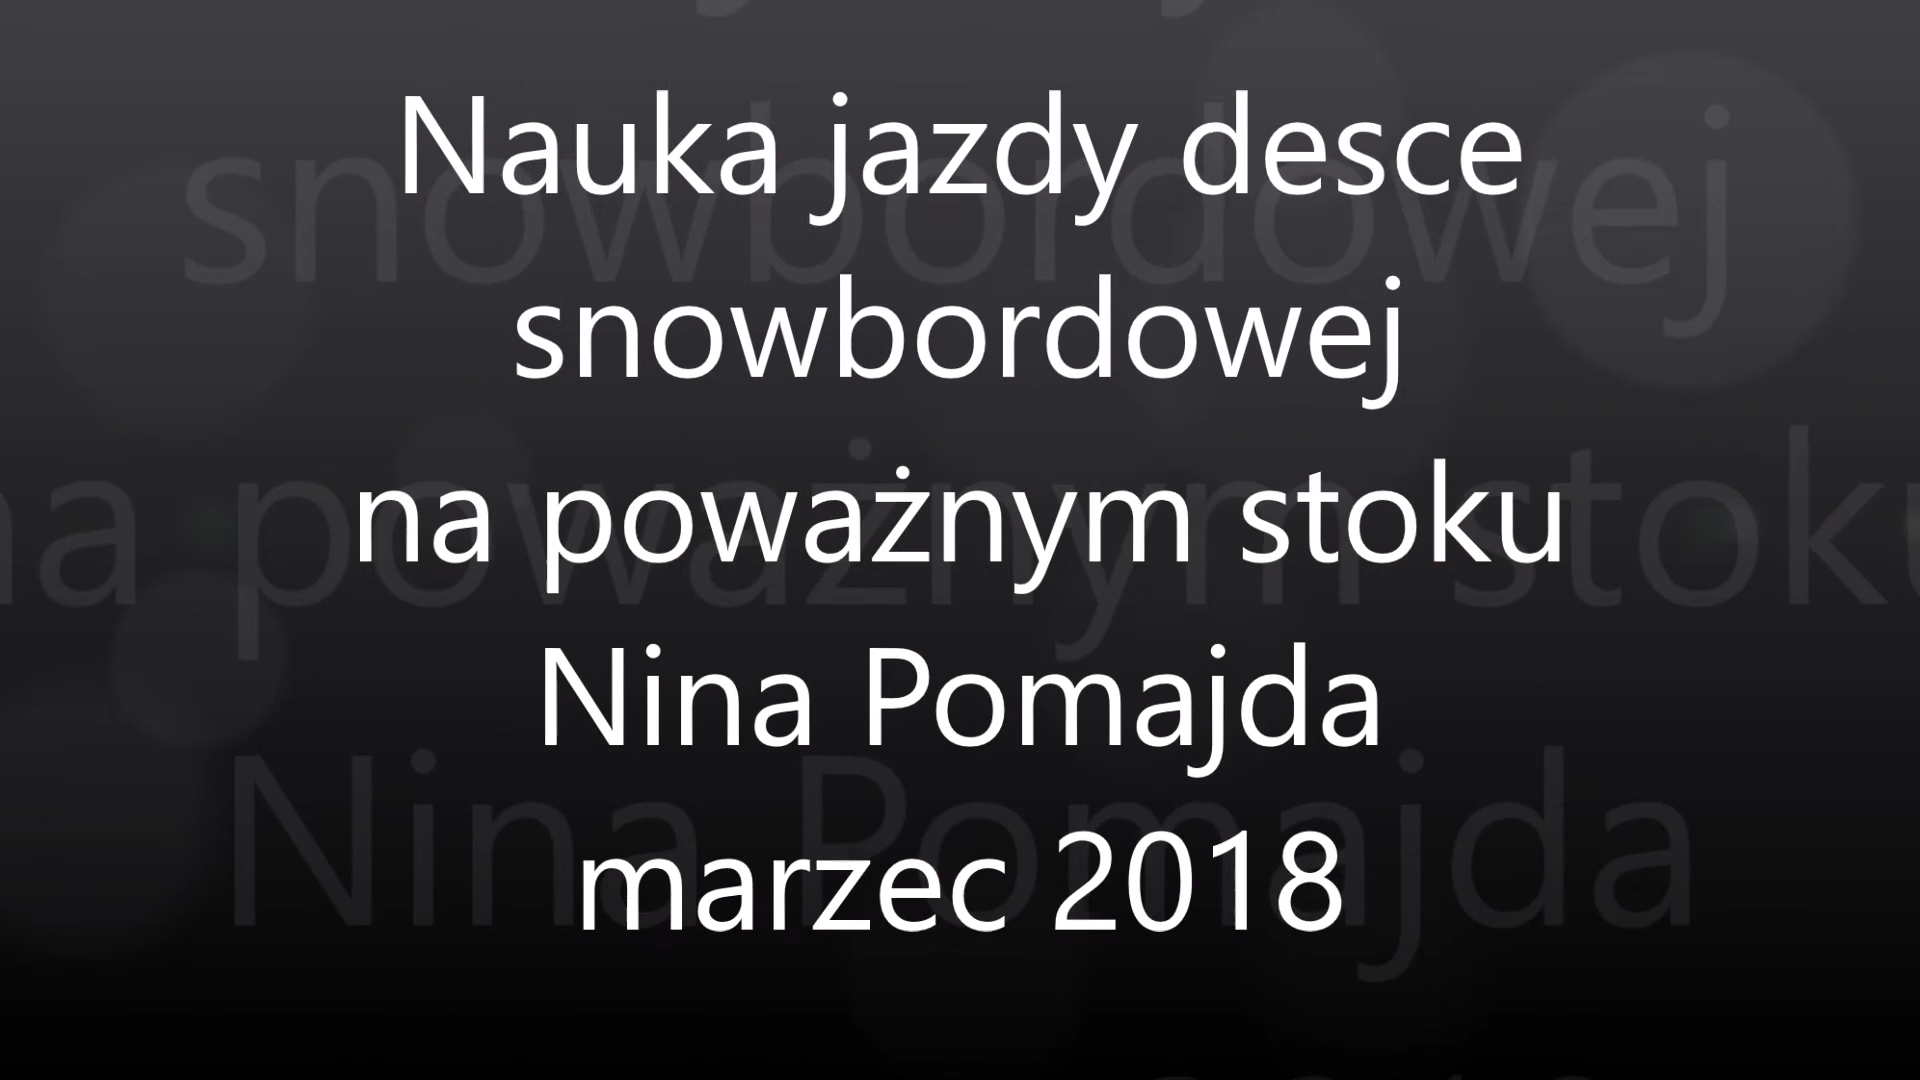 Nauka jazdy desce
snowbordowej
na poważnym stoku
Nina Pomajda
marzec 2018